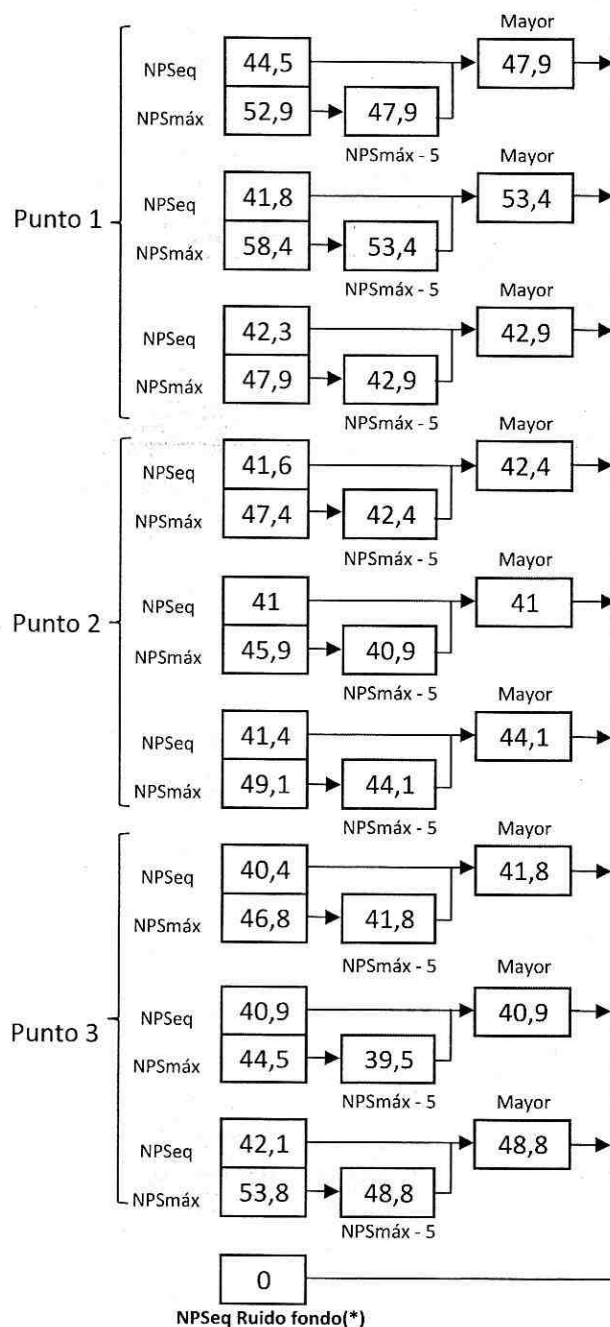 Mayor
NPSeq 44,5 47,9
NPSmáx 52,9 47,9
NPSmáx - 5
Mayor
NPSeq 41,8 53,4
Punto 1
NPSmáx 58,4 53,4
NPSmáx - 5
Mayor
NPSeq 42,3 42,9
NPSmáx 47,9 42,9
NPSmáx - 5
Mayor
NPSeq 41,6 42,4
NPSmáx 47,4 42,4
NPSmáx - 5
Mayor
NPSeq 41 41
Punto 2
NPSmáx 45,9 40,9
NPSmáx - 5
Mayor
NPSeq 41,4 44,1
NPSmáx 49,1 44,1
NPSmáx - 5
Mayor
NPSeq 40,4 41,8
NPSmáx 46,8 41,8
NPSmáx - 5
Mayor
NPSeq 40,9 40,9
Punto 3
NPSmáx 44,5 39,5
NPSmáx - 5
Mayor
NPSeq 42,1 48,8
NPSmáx 53,8 48,8
NPSmáx - 5
0
NPSeq Ruido fondo(*)